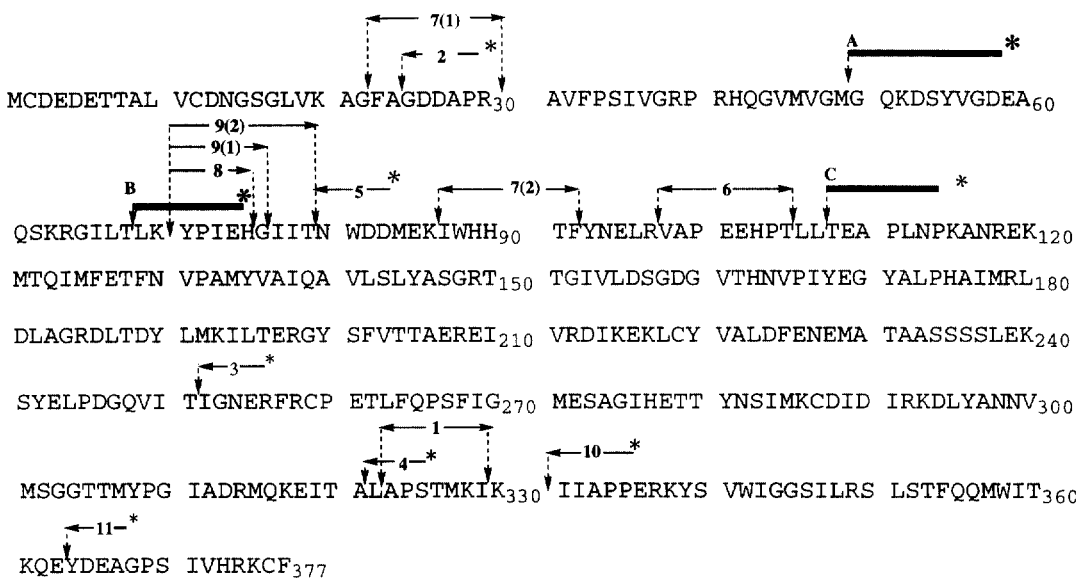 7(1)
2 *
A *
MCDEDETTAL VCDNGSGLVK AGFAGDDAPR30 AVFPSIVGRP RHQGVMVGMG QKDSYVGDEA60
9(2)
9(1)
8
B * 5 * 7(2) 6 C *
QSKRGILTLK YPIEHGIITN WDDMEKIWHH90 TFYNELRVAP EEHPTLLTEA PLNPKANREK120
MTQIMFETFN VPAMYVAIQA VLSLYASGRT150 TGIVLDSGDG VTHNVPIYEG YALPHAIMRL180
DLAGRDLTDY LMKILTERGY SFVTTAEREI210 VRDIKEKLCY VALDFENEMA TAASSSSLEK240
3 *
SYELPDGQVI TIGNERFRCP ETLFQPSFIG270 MESAGIHETT YNSIMKCDID IRKDLYANNV300
1
4 * 10 *
MSGGTTMYPG IADRMQKEIT ALAPSTMKIK330 IIAPPERKYS VWIGGSILRS LSTFQQMWIT360
11 *
KQEYDEAGPS IVHRKCF377